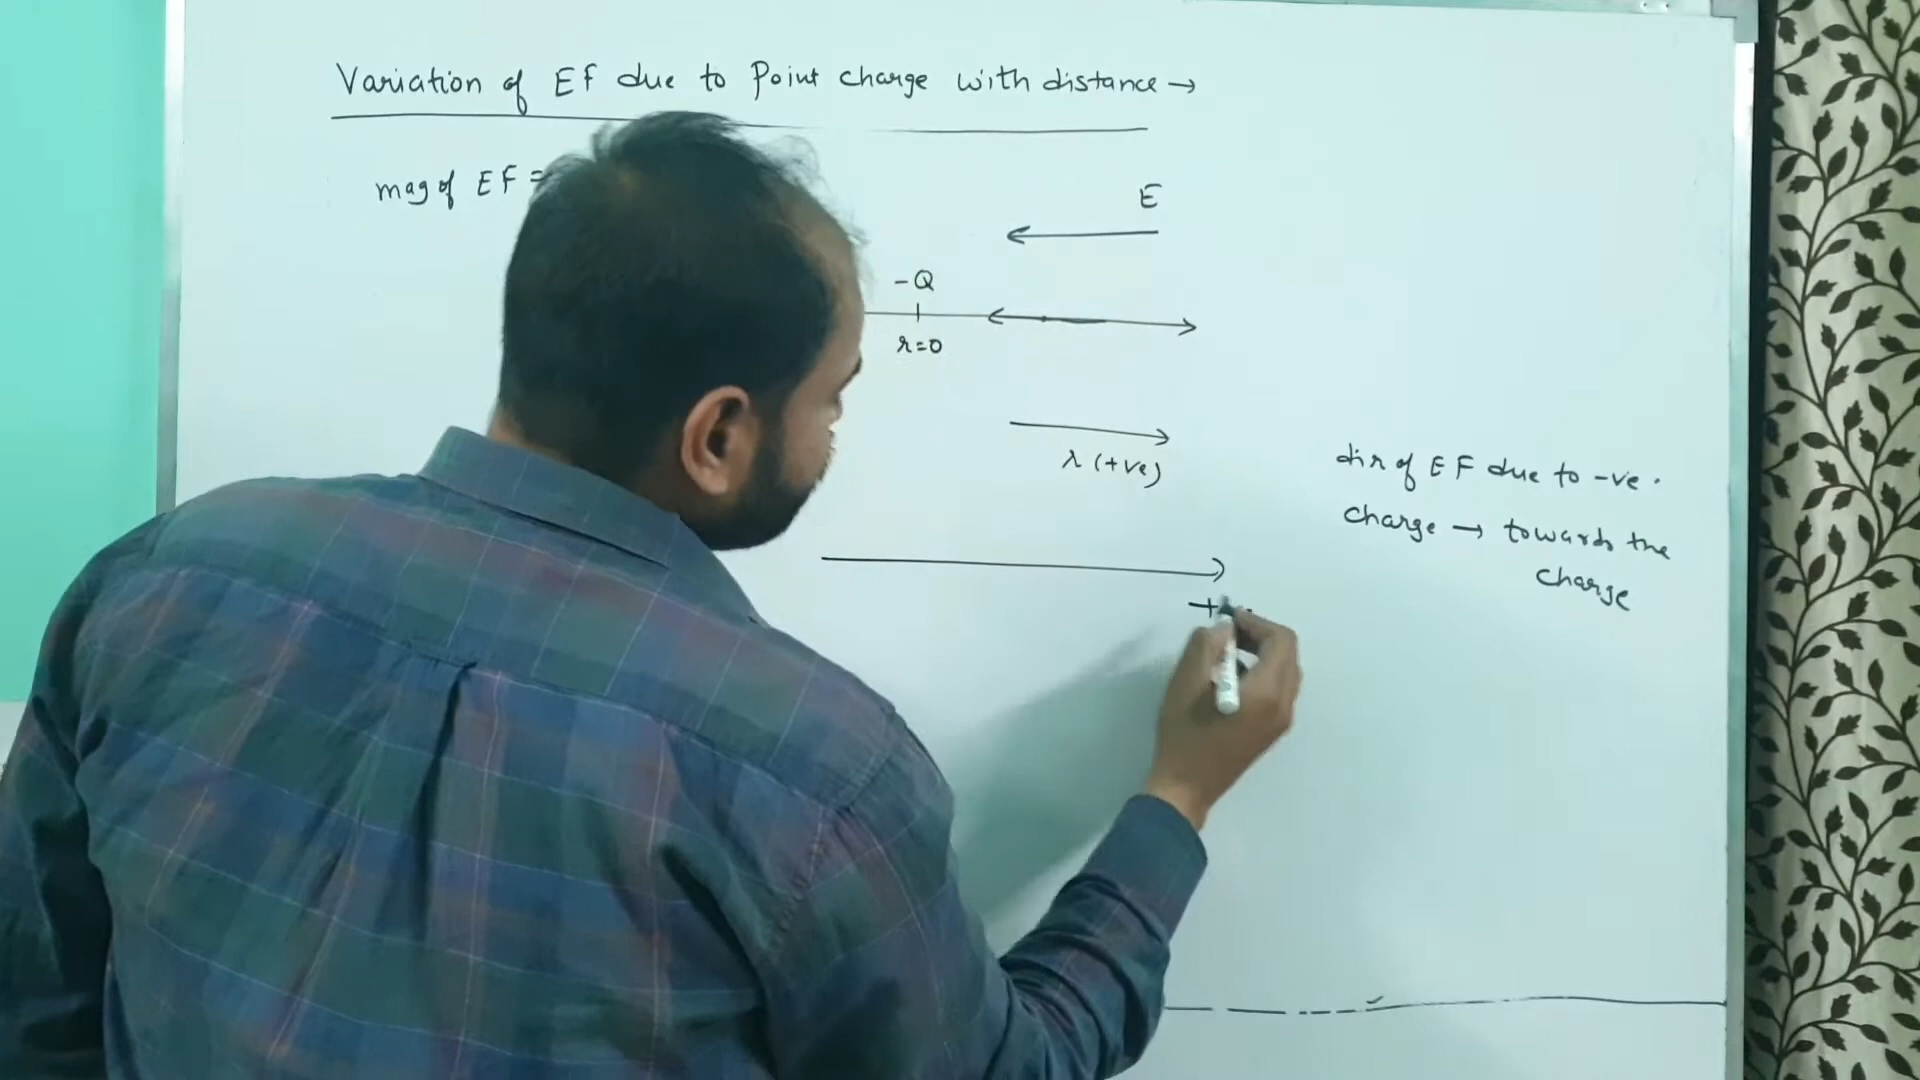 Variation of EF due to Point charge with distance →
mag of EF =
E
-Q
r=0
r (+ve)
dir of EF due to -ve.
charge → towards the
charge
+